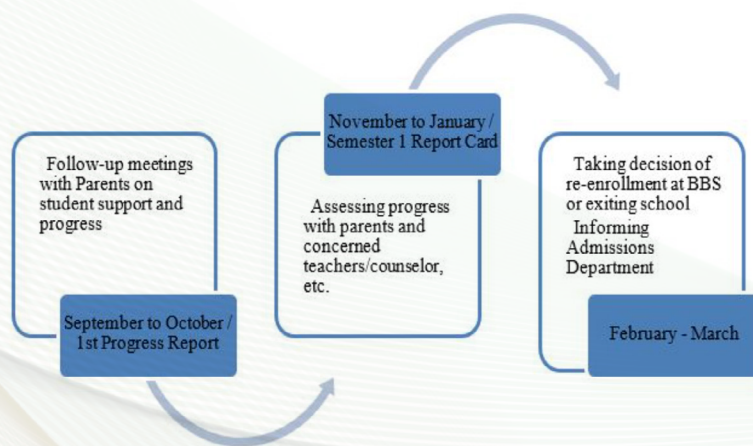 Follow-up meetings
with Parents on
student support and
progress
September to October /
1st Progress Report
November to January /
Semester 1 Report Card
Assessing progress
with parents and
concerned
teachers/counselor,
etc.
Taking decision of
re-enrollment at BBS
or exiting school
Informing
Admissions
Department
February - March